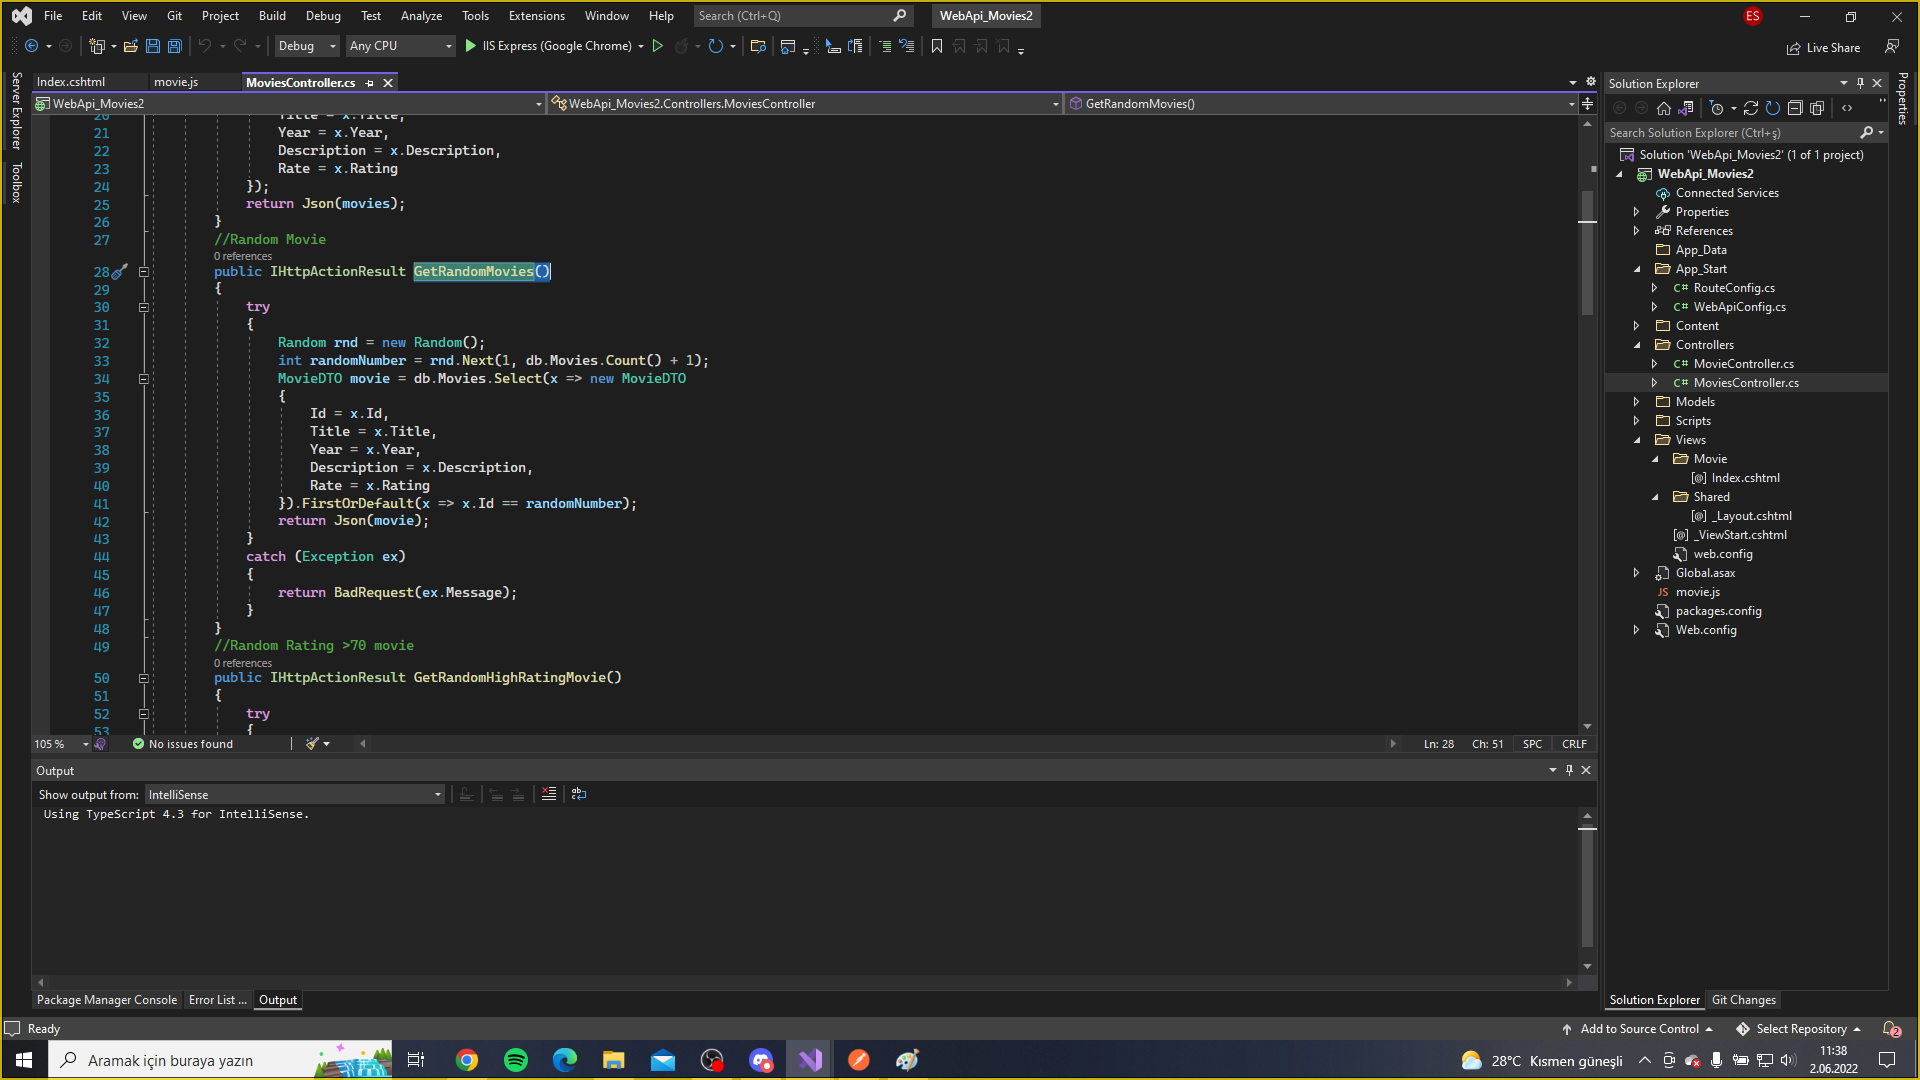 File Edit View Git Project Build Debug Test Analyze Tools Extensions Window Help Search (Ctrl+Q) WebApi_Movies2 ES
Debug Any CPU IIS Express (Google Chrome) Live Share
Server Explorer
Toolbox
Index.cshtml movie.js MoviesController.cs
WebApi_Movies2 WebApi_Movies2.Controllers.MoviesController GetRandomMovies()
20 Title = x.Title,
21 Year = x.Year,
22 Description = x.Description,
23 Rate = x.Rating
24 });
25 return Json(movies);
26 }
27 //Random Movie
0 references
28 public IHttpActionResult GetRandomMovies()
29 {
30 try
31 {
32 Random rnd = new Random();
33 int randomNumber = rnd.Next(1, db.Movies.Count() + 1);
34 MovieDTO movie = db.Movies.Select(x => new MovieDTO
35 {
36 Id = x.Id,
37 Title = x.Title,
38 Year = x.Year,
39 Description = x.Description,
40 Rate = x.Rating
41 }).FirstOrDefault(x => x.Id == randomNumber);
42 return Json(movie);
43 }
44 catch (Exception ex)
45 {
46 return BadRequest(ex.Message);
47 }
48 }
49 //Random Rating >70 movie
0 references
50 public IHttpActionResult GetRandomHighRatingMovie()
51 {
52 try
53 {
105 % No issues found Ln: 28 Ch: 51 SPC CRLF
Output
Show output from: IntelliSense
Using TypeScript 4.3 for IntelliSense.
Package Manager Console Error List ... Output
Solution Explorer
Search Solution Explorer (Ctrl+ş)
Solution 'WebApi_Movies2' (1 of 1 project)
WebApi_Movies2
Connected Services
Properties
References
App_Data
App_Start
C# RouteConfig.cs
C# WebApiConfig.cs
Content
Controllers
C# MovieController.cs
C# MoviesController.cs
Models
Scripts
Views
Movie
[@] Index.cshtml
Shared
[@] _Layout.cshtml
[@] _ViewStart.cshtml
web.config
Global.asax
JS movie.js
packages.config
Web.config
Solution Explorer Git Changes
Properties
Ready Add to Source Control Select Repository 2
Aramak için buraya yazın 28°C Kısmen güneşli 11:38
2.06.2022